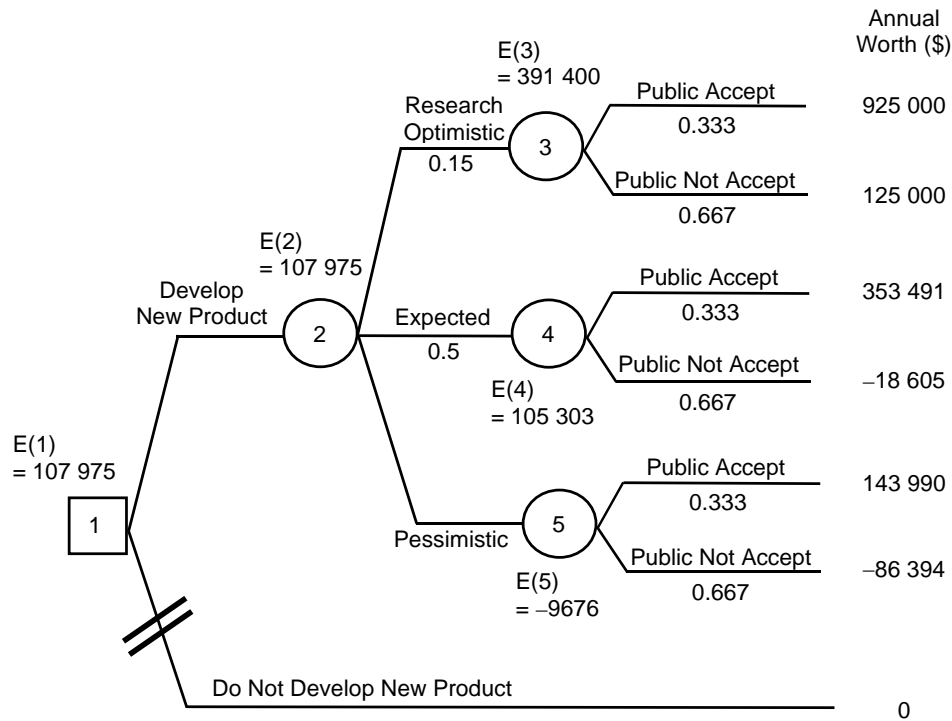 Annual
Worth ($)
E(3)
= 391 400
Research
Optimistic
0.15
3
Public Accept
0.333
925 000
Public Not Accept
0.667
125 000
E(2)
= 107 975
Develop
New Product
2
Expected
0.5
4
E(4)
= 105 303
Public Accept
0.333
353 491
Public Not Accept
0.667
–18 605
E(1)
= 107 975
1
Pessimistic
5
E(5)
= –9676
Public Accept
0.333
143 990
Public Not Accept
0.667
–86 394
Do Not Develop New Product
0